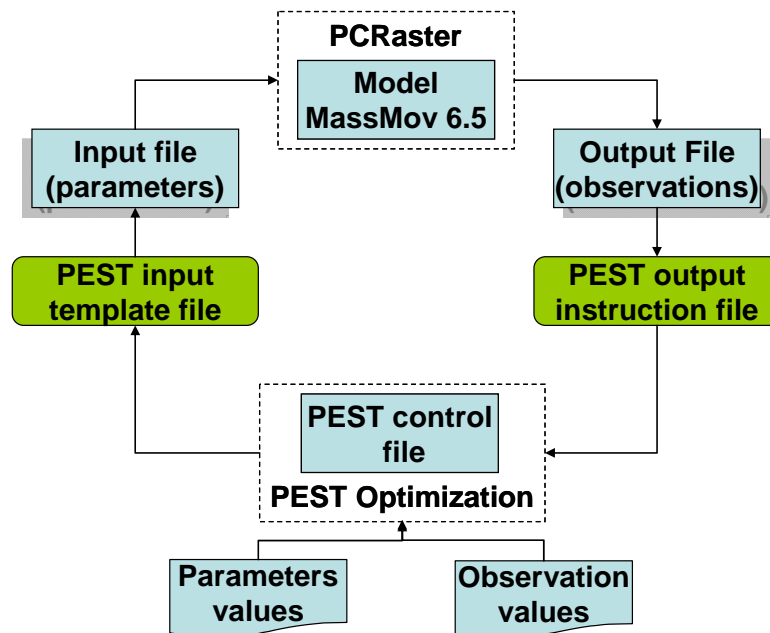 PCRaster
Model
MassMov 6.5
Input file
(parameters)
Output File
(observations)
PEST input
template file
PEST output
instruction file
PEST control
file
PEST Optimization
Parameters
values
Observation
values